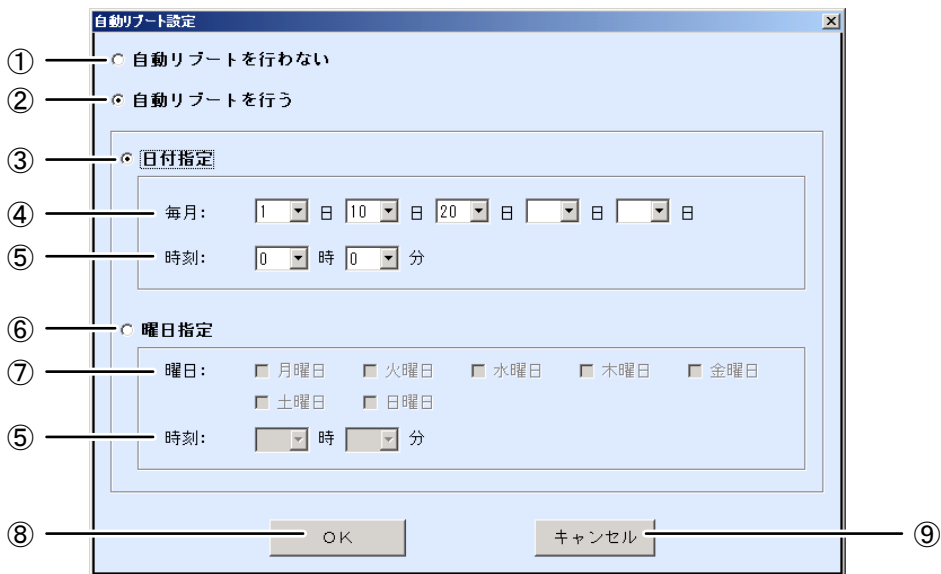 自動リブート設定
① 自動リブートを行わない
② 自動リブートを行う
③ 日付指定
④ 毎月: 1 日 10 日 20 日 日 日
⑤ 時刻: 0 時 0 分
⑥ 曜日指定
⑦ 曜日: 月曜日 火曜日 水曜日 木曜日 金曜日
土曜日 日曜日
⑤ 時刻: 時 分
⑧ OK キャンセル ⑨